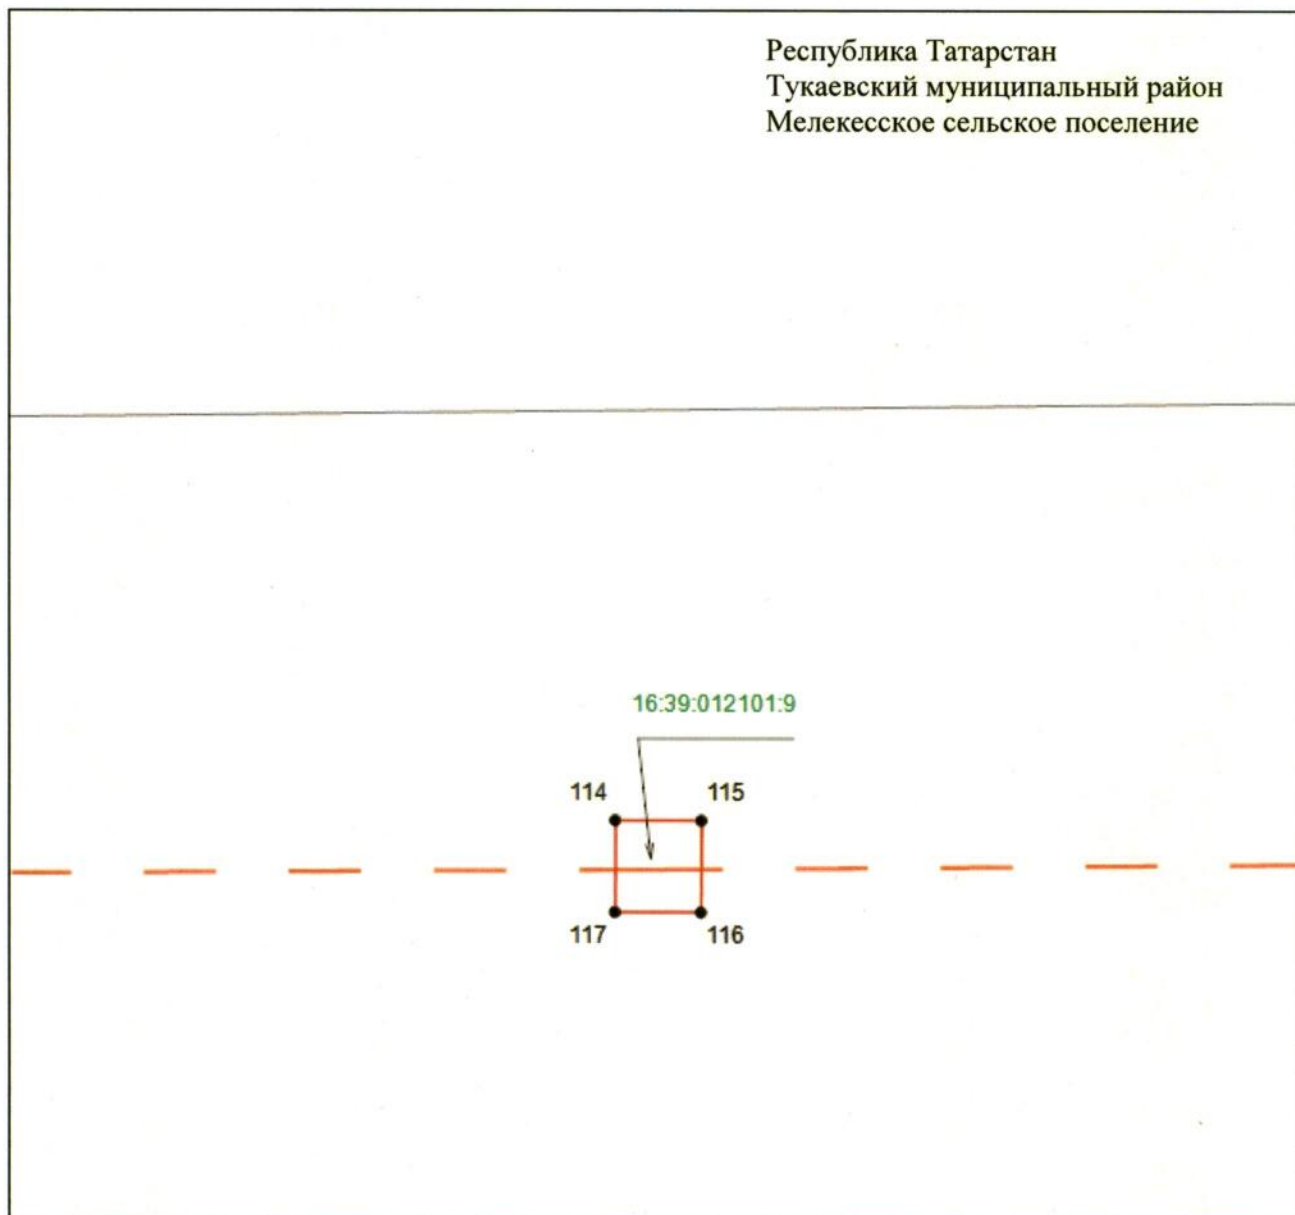 Республика Татарстан
Тукаевский муниципальный район
Мелекесское сельское поселение
16:39:012101:9
114
115
117
116